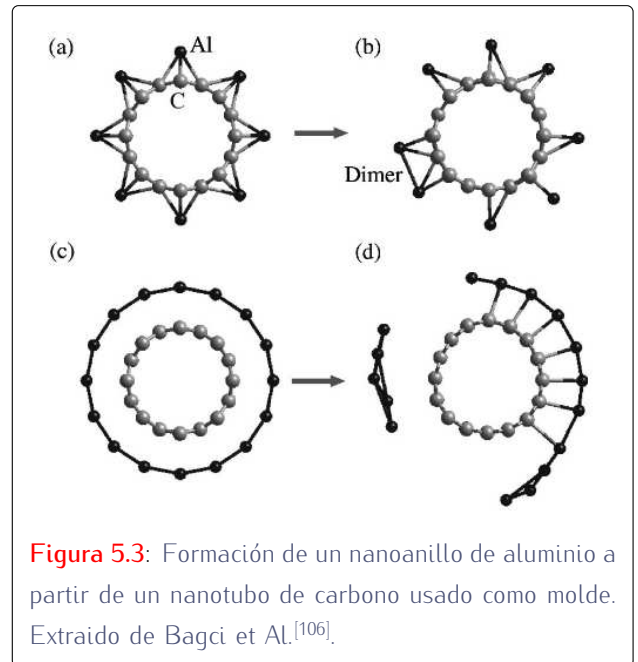 (a)
Al
C
(b)
Dimer
(c)
(d)
Figura 5.3: Formación de un nanoanillo de aluminio a
partir de un nanotubo de carbono usado como molde.
Extraido de Bagci et Al.[106].